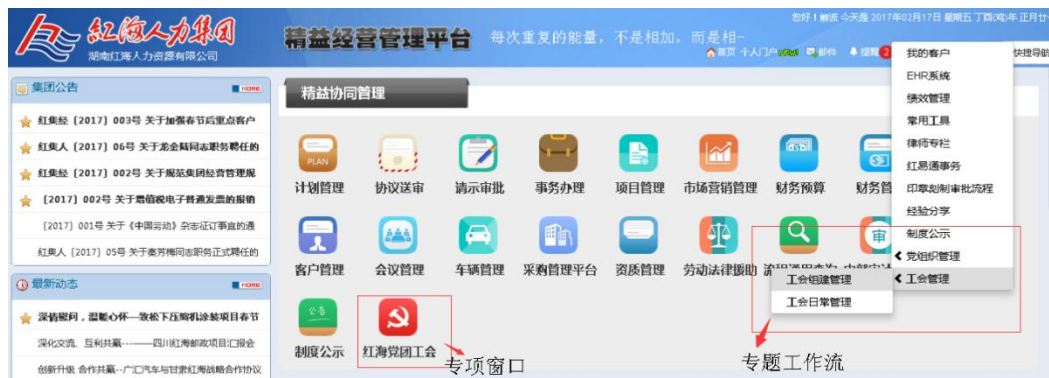 红海人力集团
湖南红海人力资源有限公司
精益经营管理平台
每次重复的能量，不是相加，而是相-
您好！解波 今天是 2017年02月17日 星期五 丁酉(鸡)年 正月廿
首页 个人门户 邮件 提醒 2 快捷导航
集团公告
MORE
红集经〔2017〕003号 关于加强春节后重点客户
红集人〔2017〕06号 关于龙会陆同志职务聘任的
红集经〔2017〕002号 关于规范集团经营管理规
〔2017〕002号 关于增值税电子普通发票的报销
〔2017〕001号 关于《中国劳动》杂志征订事宜的通
红集人〔2017〕05号 关于秦芳梅同志职务正式聘任的
最新动态
MORE
深情慰问，温暖心怀—致松下压缩机涂装项目春节
深化交流，互利共赢·-·——四川红海邮政项目汇报会
创新升级 合作共赢··广汇汽车与甘肃红海战略合作协议
精益协同管理
PLAN
计划管理
协议送审
请示审批
事务办理
项目管理
市场营销管理
财务预算
财务管
客户管理
会议管理
车辆管理
采购管理平台
资质管理
劳动法律援助
审
公告
制度公示
红海党团工会
我的客户
EHR系统
绩效管理
常用工具
律师专栏
红易通事务
印章刻制审批流程
经验分享
制度公示
党组织管理
工会管理
工会组建管理
工会日常管理
专项窗口
专题工作流